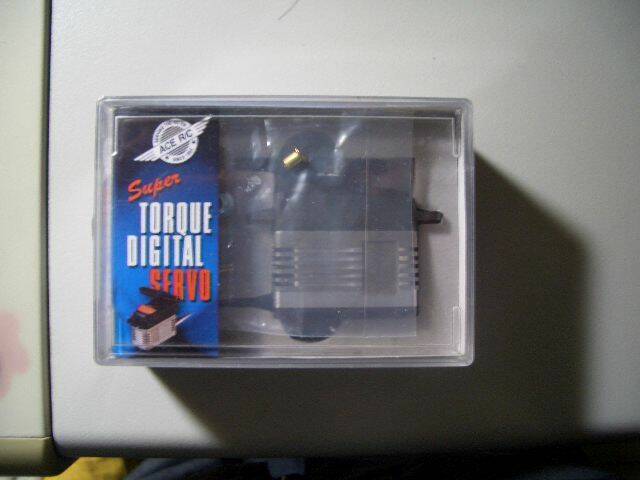 ACE R/C
Super
TORQUE
DIGITAL
SERVO